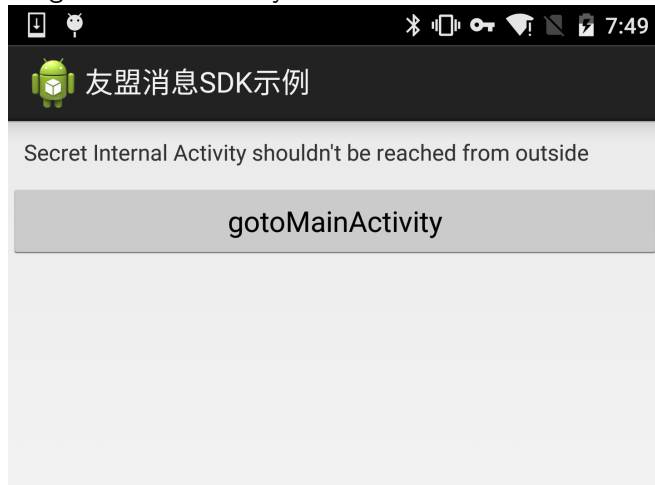 7:49
友盟消息SDK示例
Secret Internal Activity shouldn't be reached from outside
gotoMainActivity